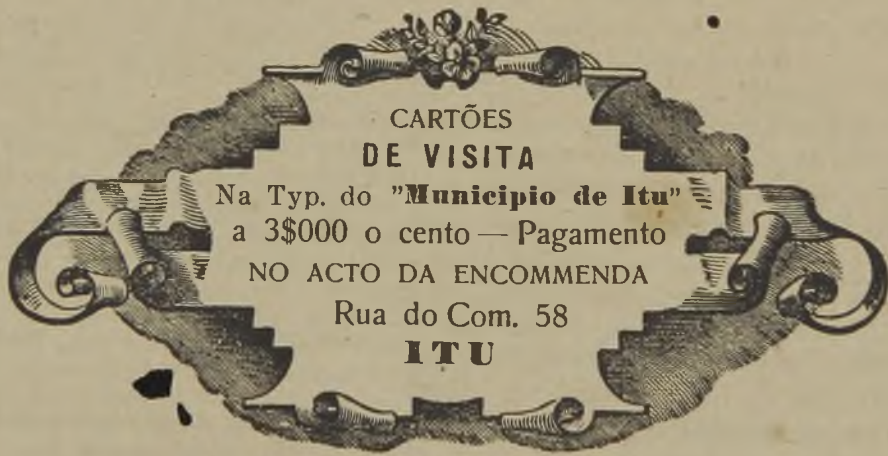 CARTÕES
DE VISITA
Na Typ. do "Municipio de Itu"
a 3$000 o cento — Pagamento
NO ACTO DA ENCOMMENDA
Rua do Com. 58
ITU